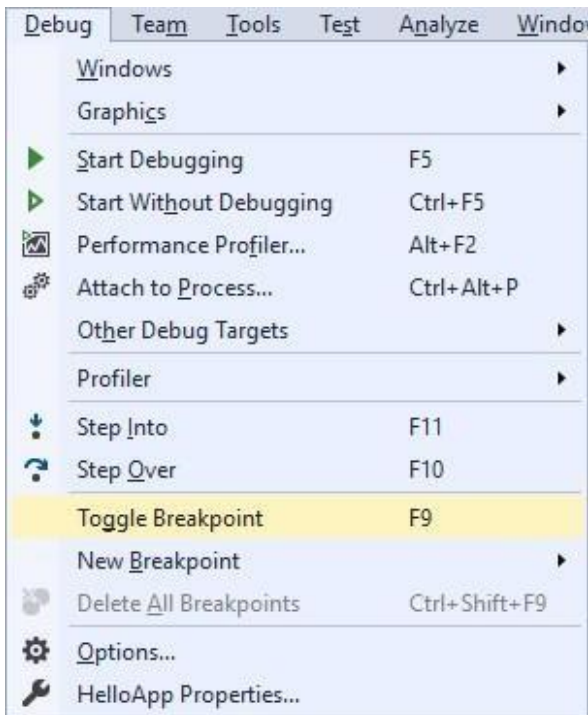 Debug Team Tools Test Analyze Windo
Windows
Graphics
Start Debugging F5
Start Without Debugging Ctrl+F5
Performance Profiler... Alt+F2
Attach to Process... Ctrl+Alt+P
Other Debug Targets
Profiler
Step Into F11
Step Over F10
Toggle Breakpoint F9
New Breakpoint
Delete All Breakpoints Ctrl+Shift+F9
Options...
HelloApp Properties...